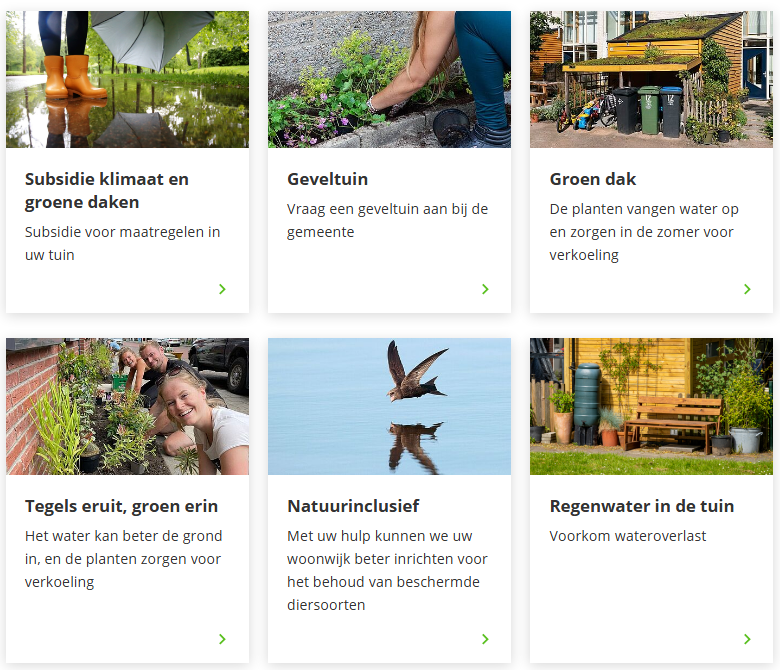 Subsidie klimaat en
groene daken
Subsidie voor maatregelen in
uw tuin
Geveltuin
Vraag een geveltuin aan bij de
gemeente
Groen dak
De planten vangen water op
en zorgen in de zomer voor
verkoeling
Tegels eruit, groen erin
Het water kan beter de grond
in, en de planten zorgen voor
verkoeling
Natuurinclusief
Met uw hulp kunnen we uw
woonwijk beter inrichten voor
het behoud van beschermde
diersoorten
Regenwater in de tuin
Voorkom wateroverlast